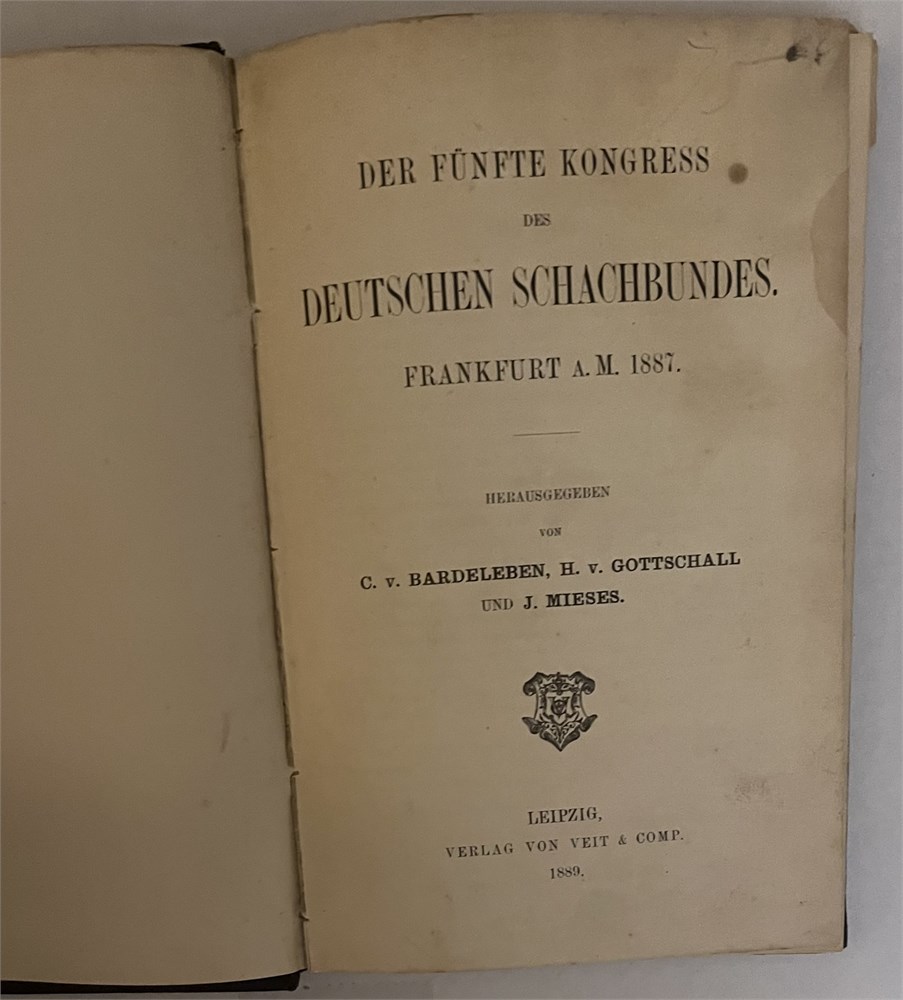 DER FÜNFTE KONGRESS
DES
DEUTSCHEN SCHACHBUNDES.
FRANKFURT A. M. 1887.
HERAUSGEGEBEN
VON
C. v. BARDELEBEN, H. v. GOTTSCHALL
UND J. MIESES.
LEIPZIG,
VERLAG VON VEIT & COMP.
1889.